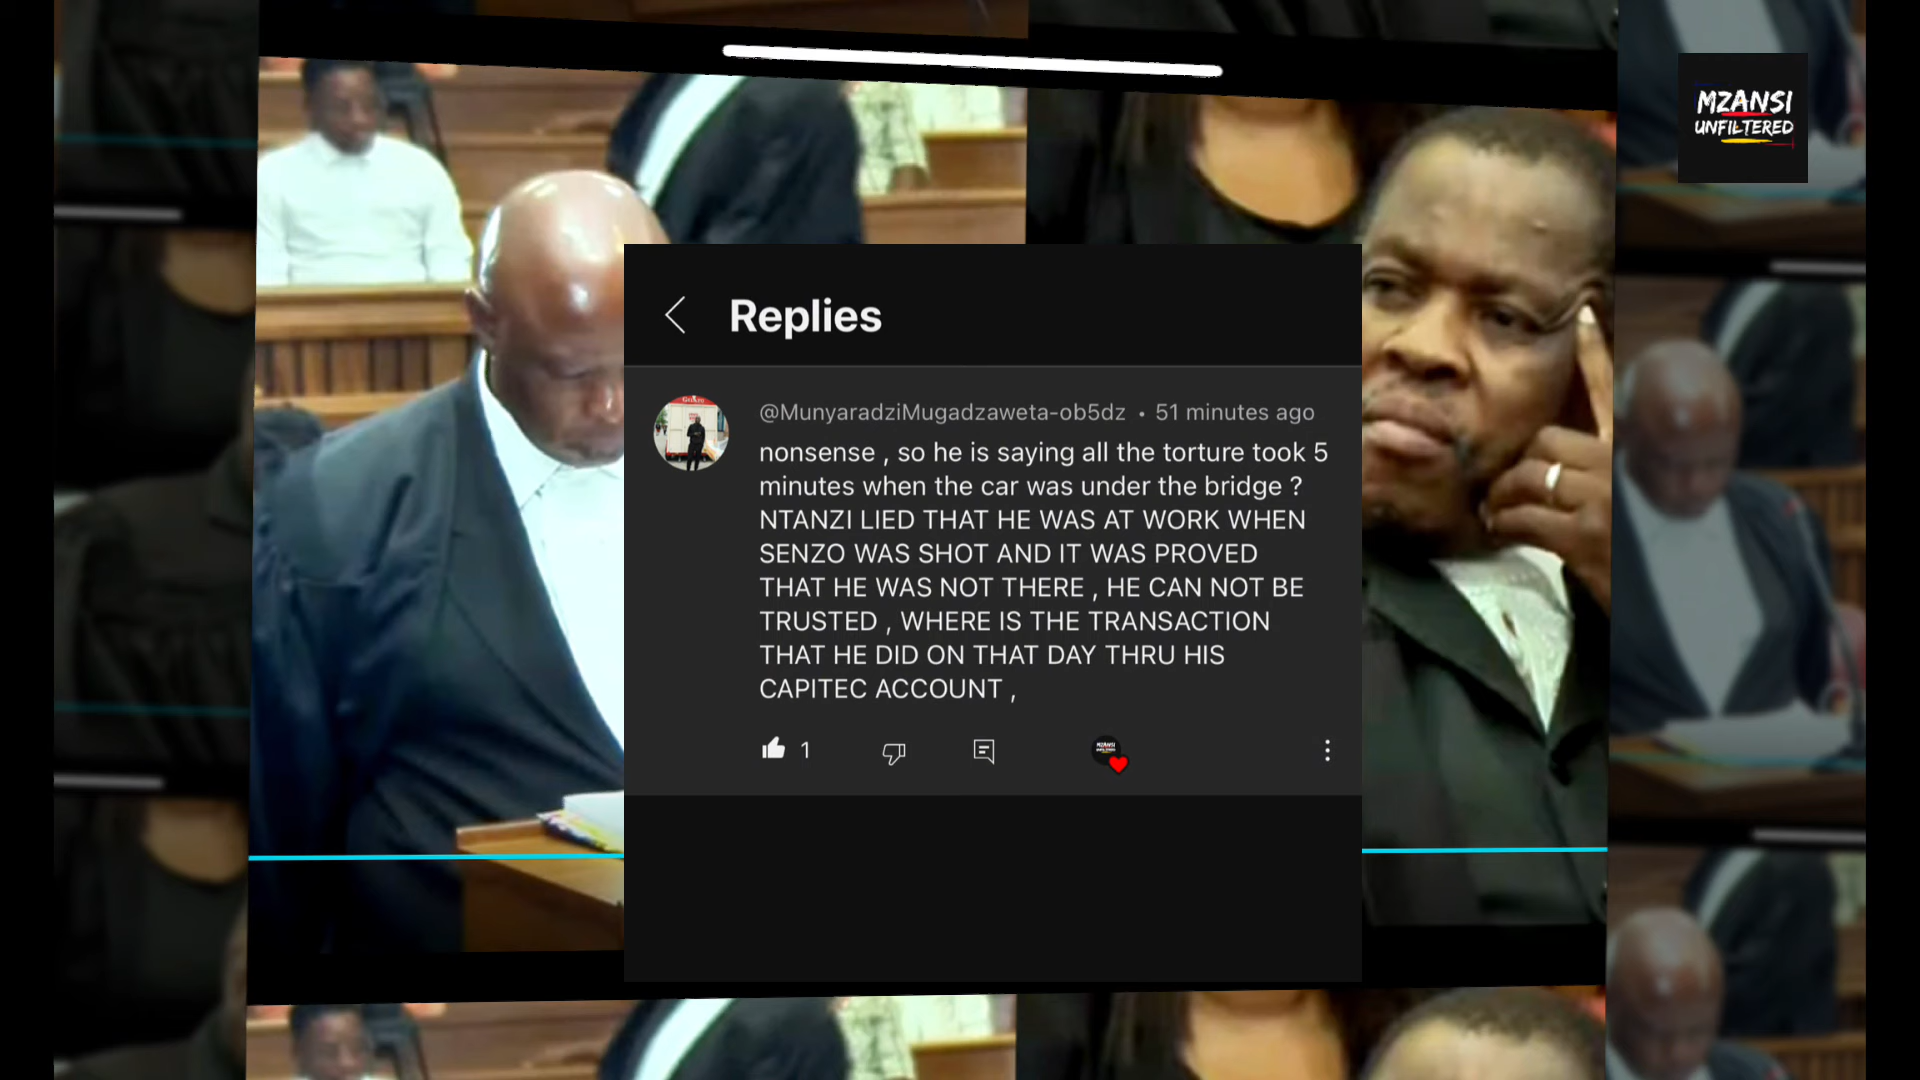 MZANSI
UNFILTERED
Replies
@MunyaradziMugadzaweta-ob5dz • 51 minutes ago
nonsense , so he is saying all the torture took 5
minutes when the car was under the bridge ?
NTANZI LIED THAT HE WAS AT WORK WHEN
SENZO WAS SHOT AND IT WAS PROVED
THAT HE WAS NOT THERE , HE CAN NOT BE
TRUSTED , WHERE IS THE TRANSACTION
THAT HE DID ON THAT DAY THRU HIS
CAPITEC ACCOUNT ,
1